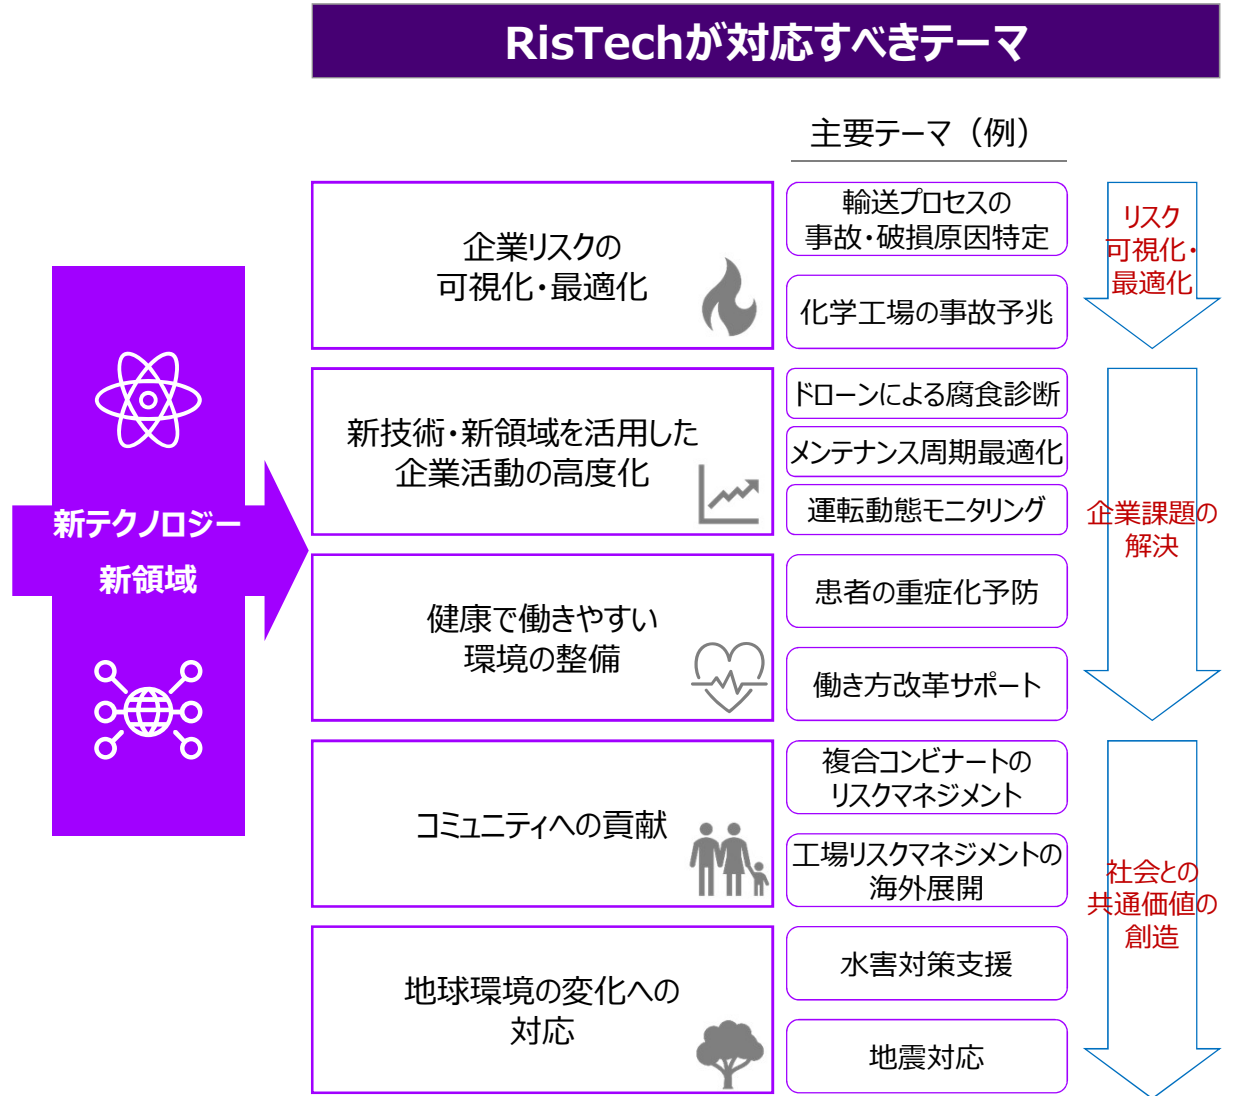 RisTechが対応すべきテーマ
主要テーマ（例）
新テクノロジー
新領域
企業リスクの
可視化・最適化
輸送プロセスの
事故・破損原因特定
化学工場の事故予兆
リスク
可視化・
最適化
新技術・新領域を活用した
企業活動の高度化
ドローンによる腐食診断
メンテナンス周期最適化
運転動態モニタリング
健康で働きやすい
環境の整備
患者の重症化予防
働き方改革サポート
企業課題の
解決
コミュニティへの貢献
複合コンビナートの
リスクマネジメント
工場リスクマネジメントの
海外展開
地球環境の変化への
対応
水害対策支援
地震対応
社会との
共通価値の
創造